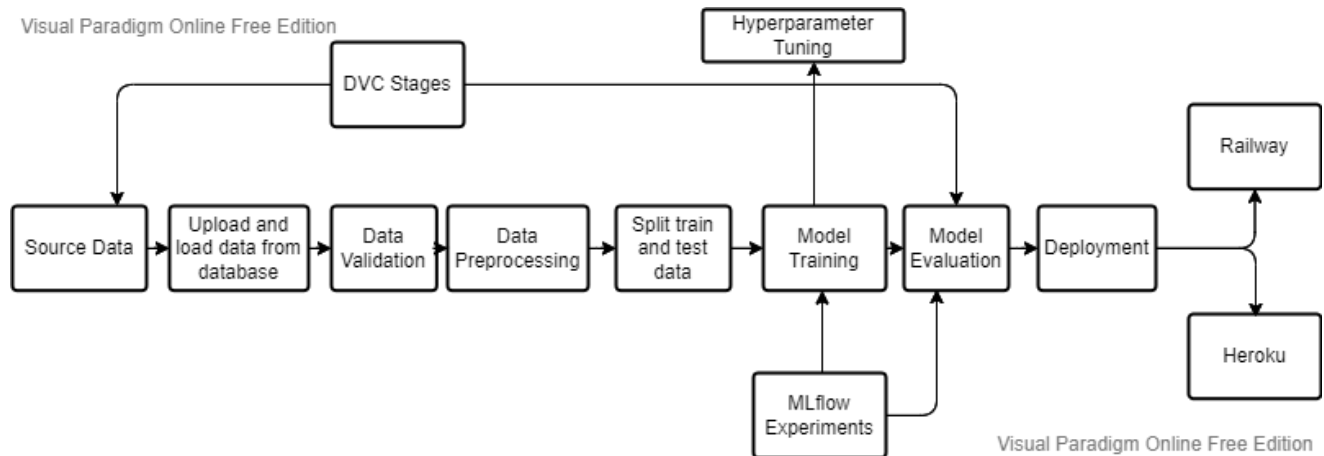 Visual Paradigm Online Free Edition
Hyperparameter
Tuning
DVC Stages
Railway
Source Data
Upload and
load data from
database
Data
Validation
Data
Preprocessing
Split train
and test
data
Model
Training
Model
Evaluation
Deployment
Heroku
MLflow
Experiments
Visual Paradigm Online Free Edition